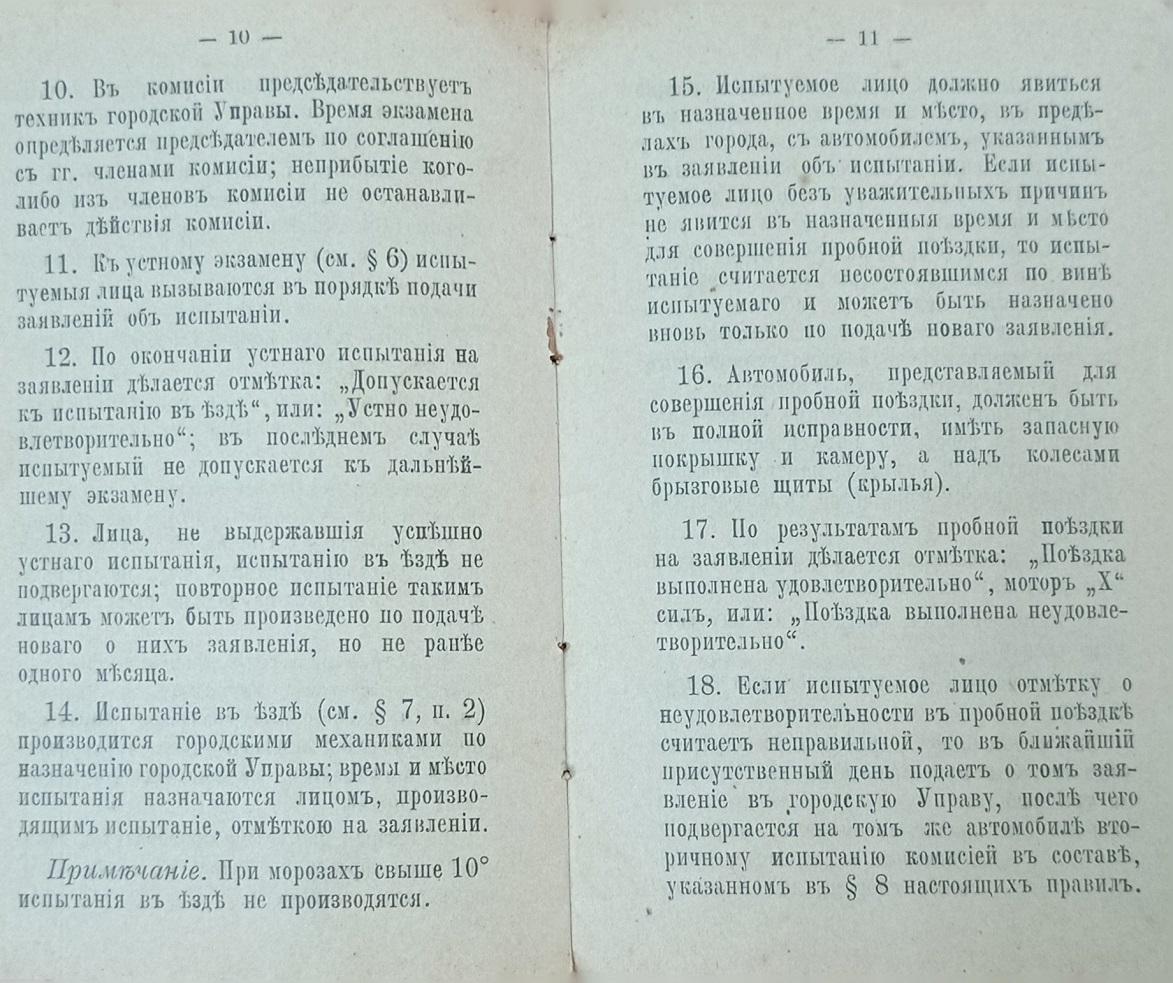 — 10 —
10. Въ комисіи предсѣдательствуетъ
техникъ городской Управы. Время экзамена
опредѣляется предсѣдателемъ по соглашенію
съ гг. членами комисіи; неприбытіе кого-
либо изъ членовъ комисіи не останавли-
ваетъ дѣйствія комисіи.
11. Къ устному экзамену (см. § 6) испы-
туемыя лица вызываются въ порядкѣ подачи
заявленій объ испытаніи.
12. По окончаніи устнаго испытанія на
заявленіи дѣлается отмѣтка: „Допускается
къ испытанію въ ѣздѣ“, или: „Устно неудо-
влетворительно“; въ послѣднемъ случаѣ
испытуемый не допускается къ дальнѣй-
шему экзамену.
13. Лица, не выдержавшія успѣшно
устнаго испытанія, испытанію въ ѣздѣ не
подвергаются; повторное испытаніе такимъ
лицамъ можетъ быть произведено по подачѣ
новаго о нихъ заявленія, но не ранѣе
одного мѣсяца.
14. Испытаніе въ ѣздѣ (см. § 7, п. 2)
производится городскими механиками по
назначенію городской Управы; время и мѣсто
испытанія назначаются лицомъ, произво-
дящимъ испытаніе, отмѣткою на заявленіи.
Примѣчаніе. При морозахъ свыше 10°
испытанія въ ѣздѣ не производятся.
— 11 —
15. Испытуемое лицо должно явиться
въ назначенное время и мѣсто, въ предѣ-
лахъ города, съ автомобилемъ, указаннымъ
въ заявленіи объ испытаніи. Если испы-
туемое лицо безъ уважительныхъ причинъ
не явится въ назначенныя время и мѣсто
для совершенія пробной поѣздки, то испы-
таніе считается несостоявшимся по винѣ
испытуемаго и можетъ быть назначено
вновь только по подачѣ новаго заявленія.
16. Автомобиль, представляемый для
совершенія пробной поѣздки, долженъ быть
въ полной исправности, имѣть запасную
покрышку и камеру, а надъ колесами
брызговые щиты (крылья).
17. По результатамъ пробной поѣздки
на заявленіи дѣлается отмѣтка: „Поѣздка
выполнена удовлетворительно“, моторъ „X“
силъ, или: „Поѣздка выполнена неудовле-
творительно“.
18. Если испытуемое лицо отмѣтку о
неудовлетворительности въ пробной поѣздкѣ
считаетъ неправильной, то въ ближайшій
присутственный день подаетъ о томъ зая-
вленіе въ городскую Управу, послѣ чего
подвергается на томъ же автомобилѣ вто-
ричному испытанію комисіей въ составѣ,
указанномъ въ § 8 настоящихъ правилъ.